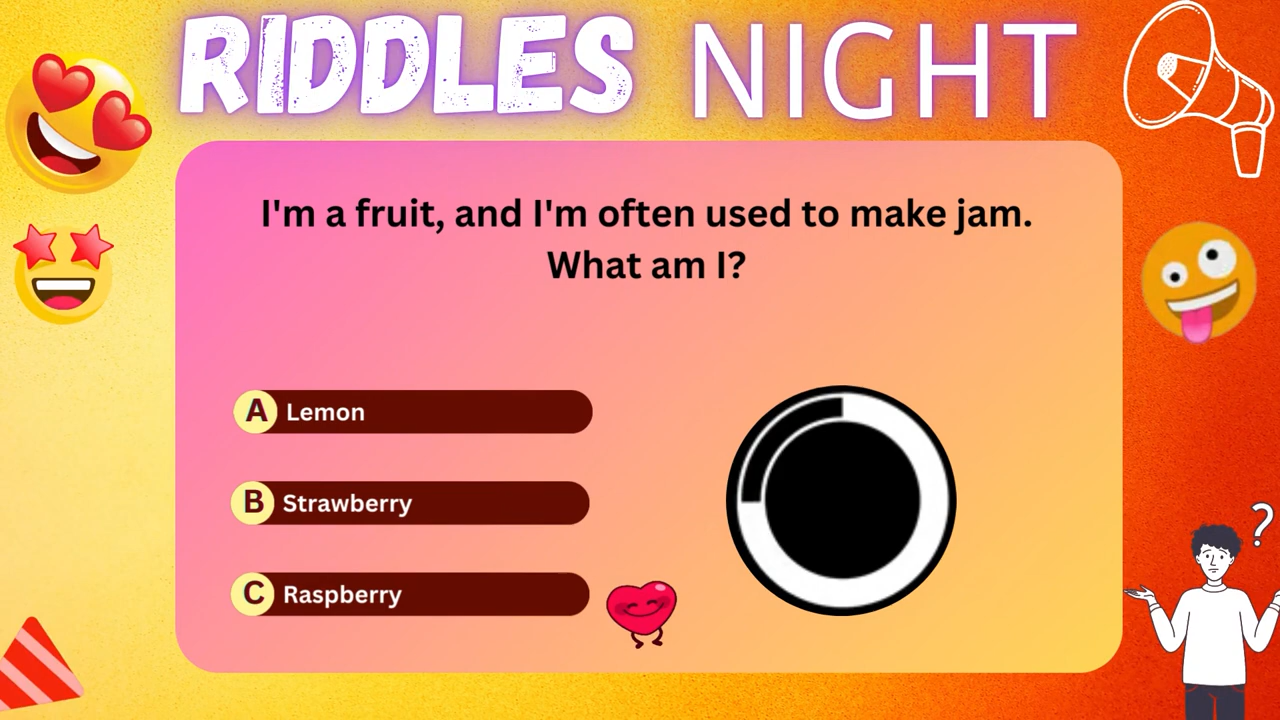 RIDDLES NIGHT
I'm a fruit, and I'm often used to make jam.
What am I?
A Lemon
B Strawberry
C Raspberry
?